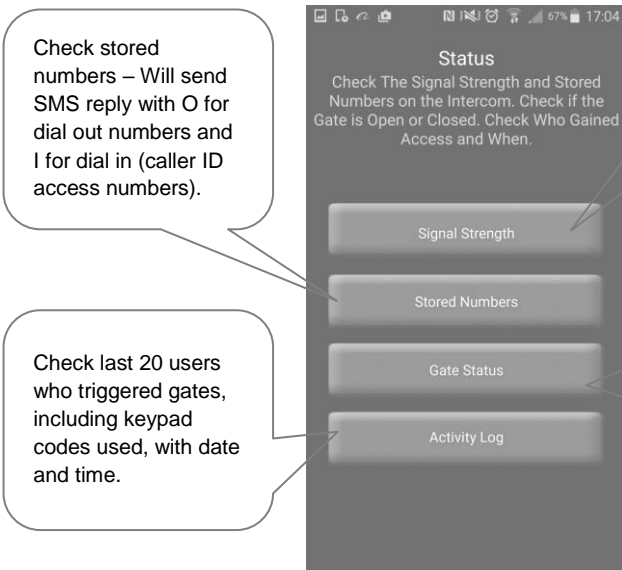 Check stored
numbers – Will send
SMS reply with O for
dial out numbers and
I for dial in (caller ID
access numbers).
Check last 20 users
who triggered gates,
including keypad
codes used, with date
and time.
67% 17:04
Status
Check The Signal Strength and Stored
Numbers on the Intercom. Check if the
Gate is Open or Closed. Check Who Gained
Access and When.
Signal Strength
Stored Numbers
Gate Status
Activity Log